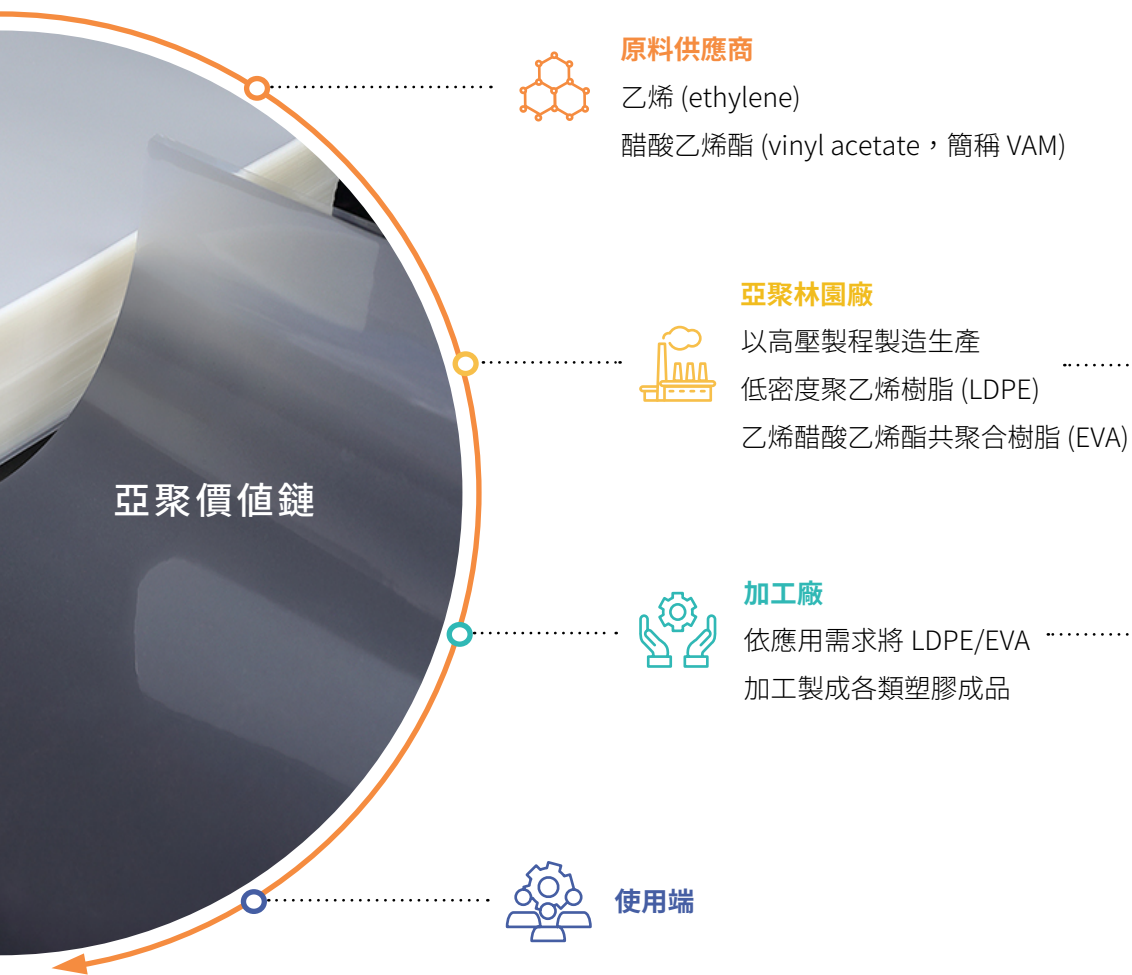 原料供應商
乙烯 (ethylene)
醋酸乙烯酯 (vinyl acetate，簡稱 VAM)
亞聚林園廠
以高壓製程製造生產
低密度聚乙烯樹脂 (LDPE)
乙烯醋酸乙烯酯共聚合樹脂 (EVA)
亞聚價值鏈
加工廠
依應用需求將 LDPE/EVA
加工製成各類塑膠成品
使用端